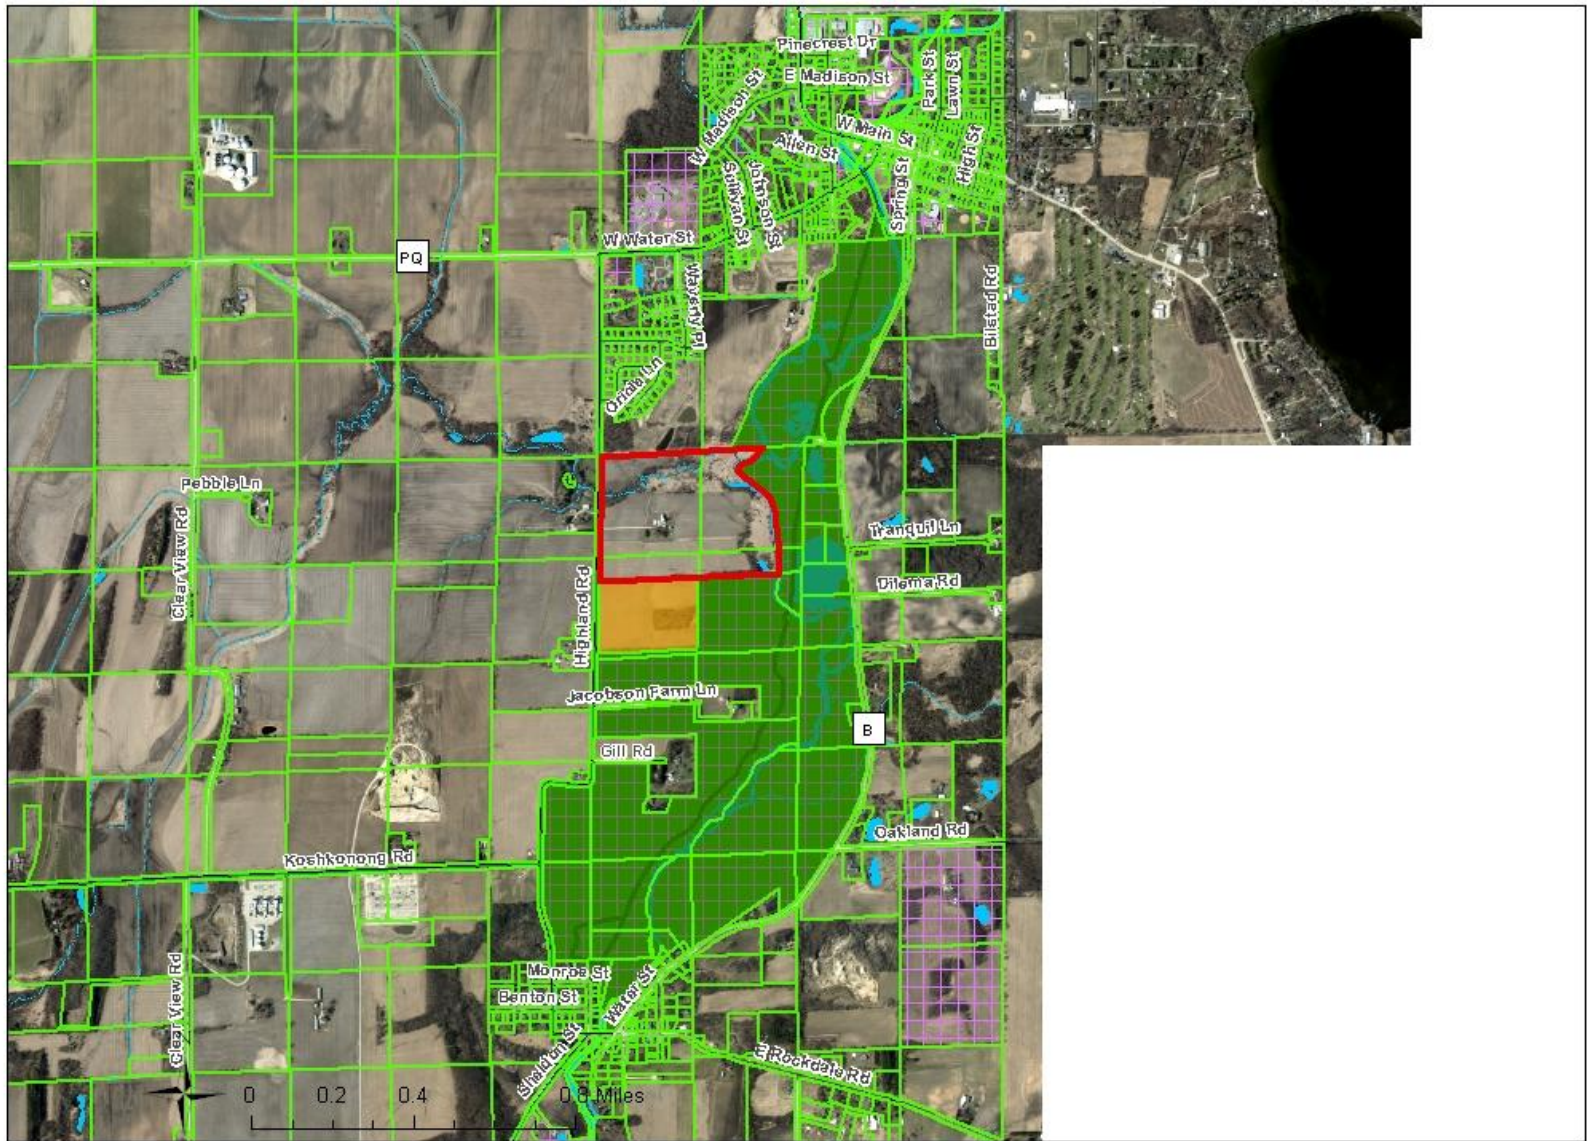 Pinecrest Dr
E Madison St
Park St
Lawn St
W Madison St
W Main St
Allen St
High St
Sullivan St
Johnson St
Spring St
W Water St
PQ
Waverly Pl
Bilstad Rd
Oriole Ln
Pebble Ln
Clear View Rd
Tranquil Ln
Highland Rd
Dilema Rd
Jacobson Farm Ln
B
Gill Rd
Oakland Rd
Koshkonong Rd
Monroe St
Benton St
Water St
Clear View Rd
Sheldon St
E Rockdale Rd
0 0.2 0.4 0.8 Miles